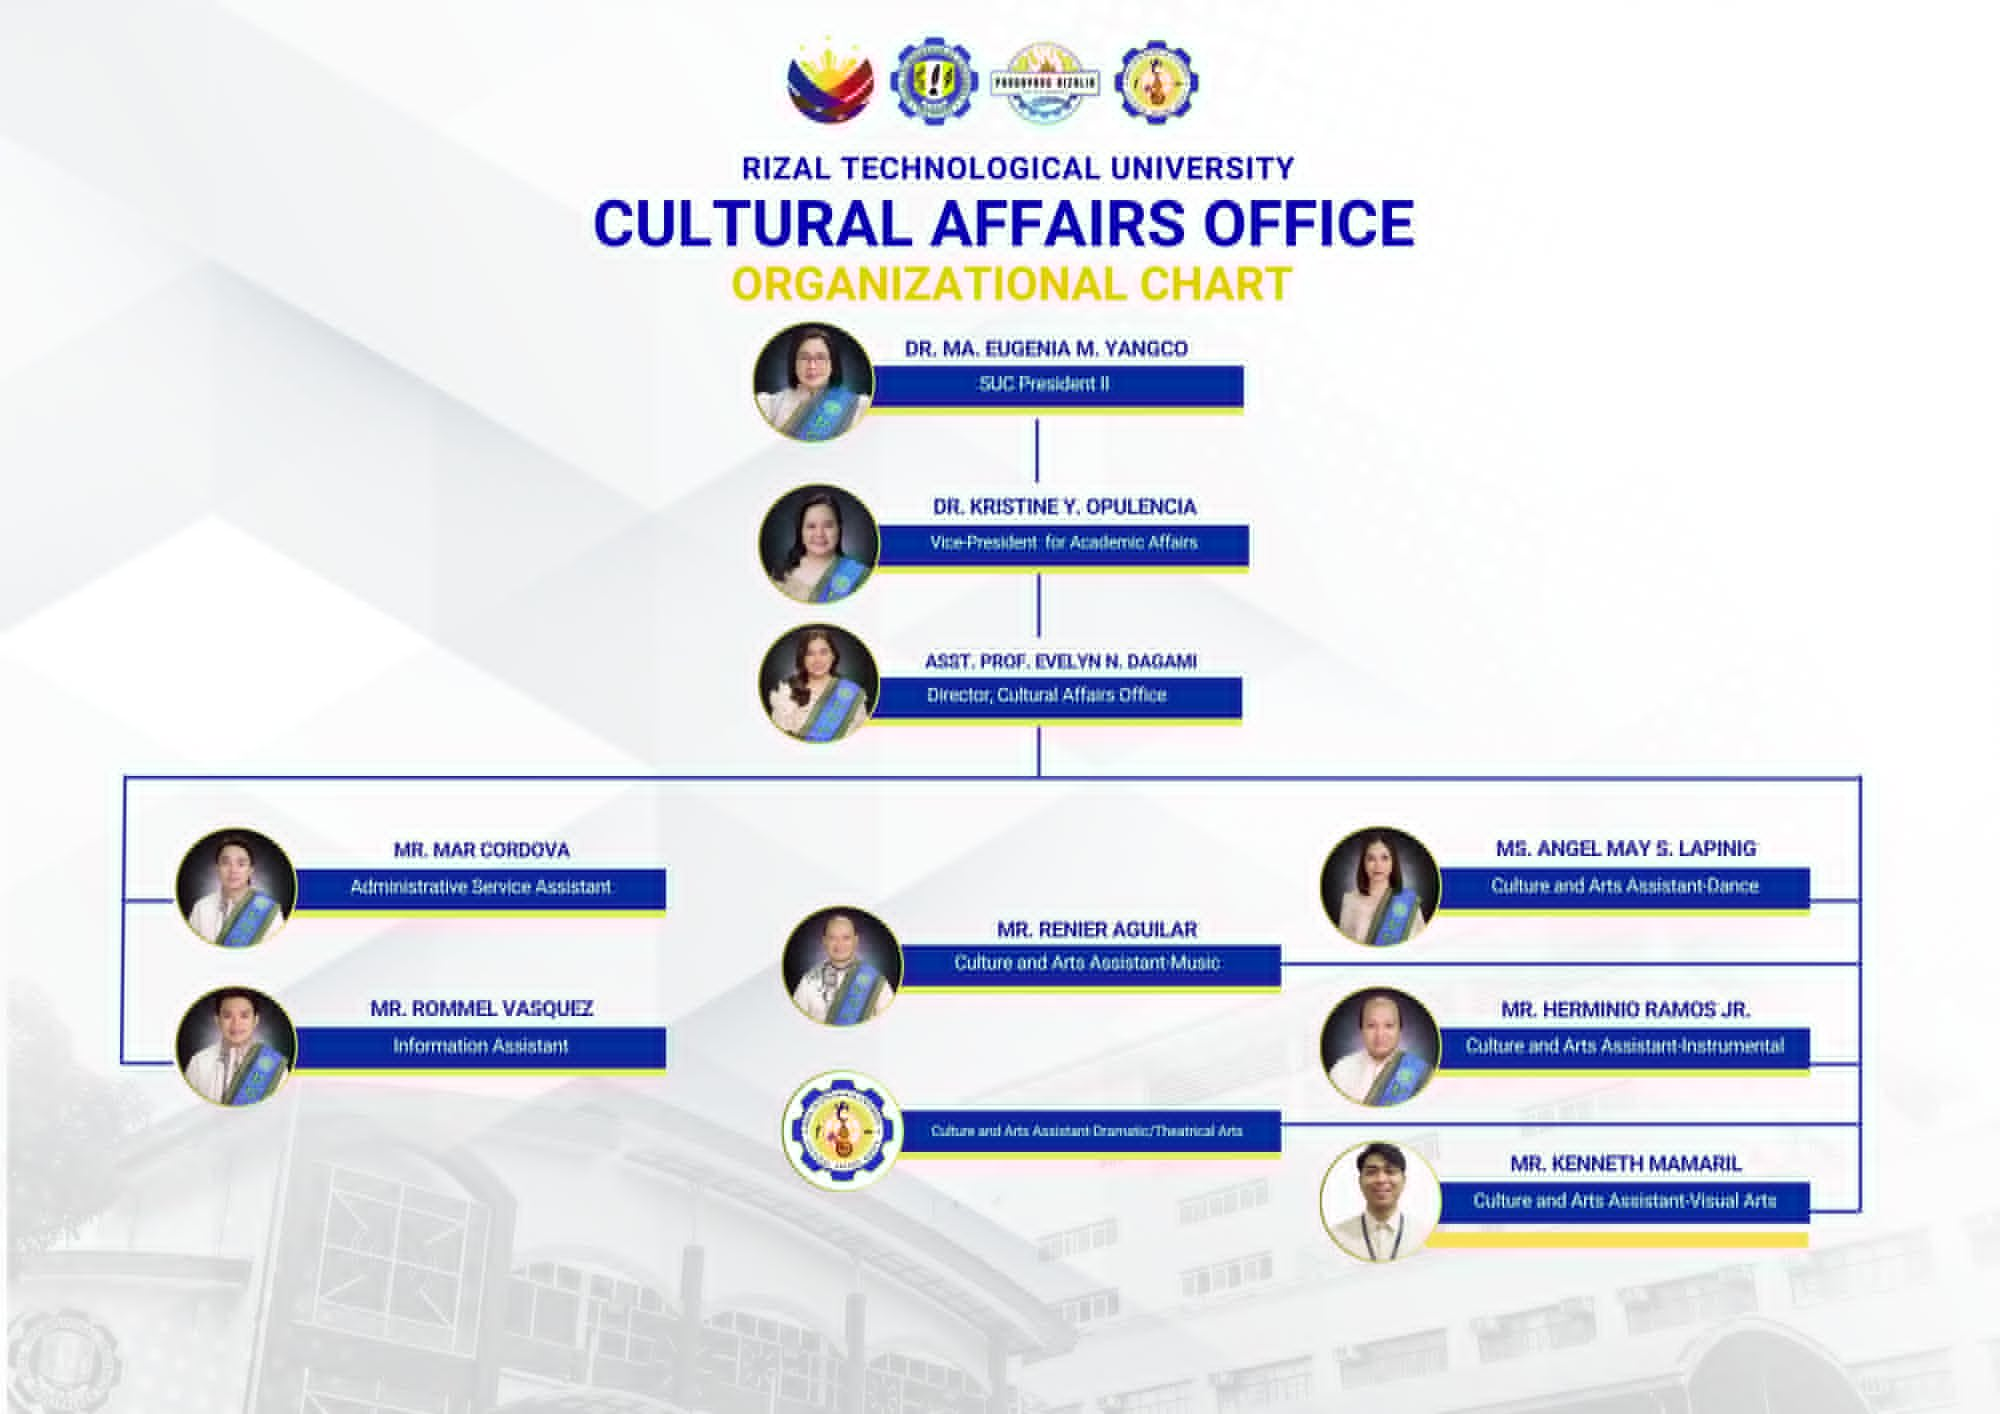 PADAYAOG RIZALIA
RIZAL TECHNOLOGICAL UNIVERSITY
CULTURAL AFFAIRS OFFICE
ORGANIZATIONAL CHART
DR. MA. EUGENIA M. YANGCO
SUC President II
DR. KRISTINE Y. OPULENCIA
Vice-President for Academic Affairs
ASST. PROF. EVELYN N. DAGAMI
Director, Cultural Affairs Office
MR. MAR CORDOVA
Administrative Service Assistant
MR. ROMMEL VASQUEZ
Information Assistant
MR. RENIER AGUILAR
Culture and Arts Assistant-Music
Culture and Arts Assistant-Dramatic/Theatrical Arts
MS. ANGEL MAY S. LAPINIG
Culture and Arts Assistant-Dance
MR. HERMINIO RAMOS JR.
Culture and Arts Assistant-Instrumental
MR. KENNETH MAMARIL
Culture and Arts Assistant-Visual Arts